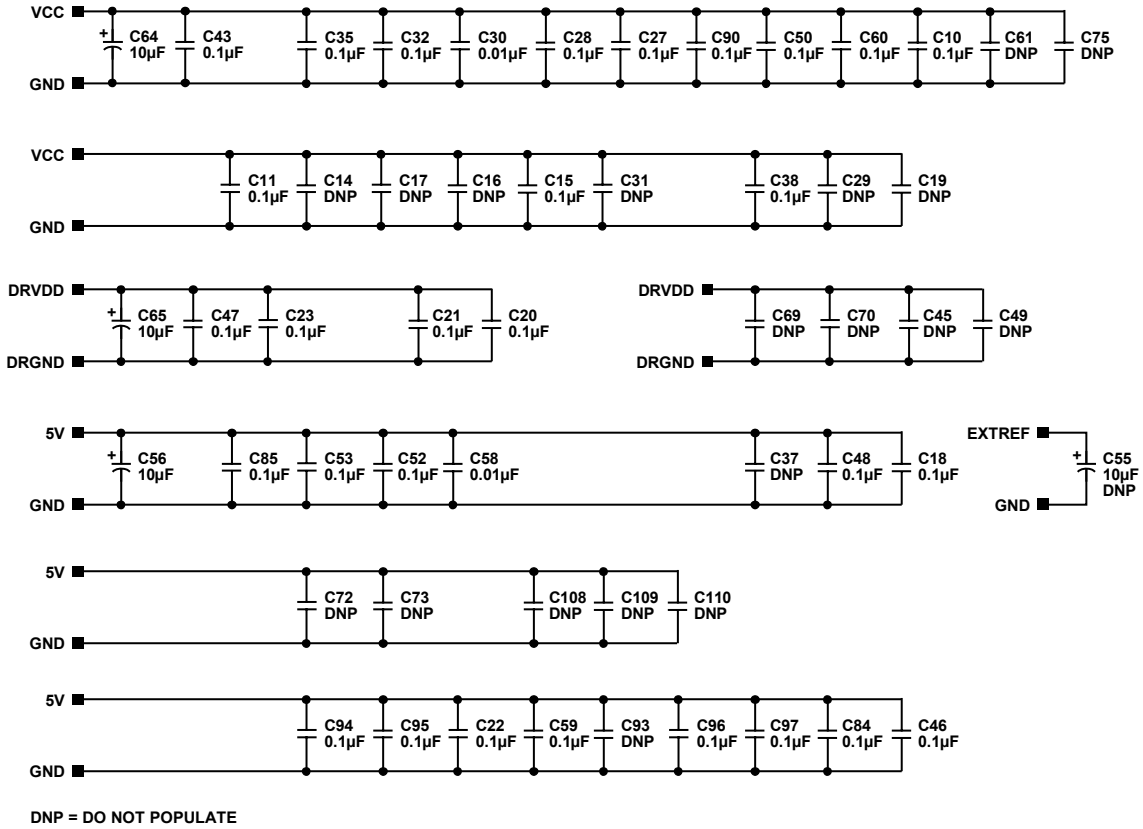 VCC
+
C64
10µF
C43
0.1µF
C35
0.1µF
C32
0.1µF
C30
0.01µF
C28
0.1µF
C27
0.1µF
C90
0.1µF
C50
0.1µF
C60
0.1µF
C10
0.1µF
C61
DNP
C75
DNP
GND
VCC
C11
0.1µF
C14
DNP
C17
DNP
C16
DNP
C15
0.1µF
C31
DNP
C38
0.1µF
C29
DNP
C19
DNP
GND
DRVDD
+
C65
10µF
C47
0.1µF
C23
0.1µF
C21
0.1µF
C20
0.1µF
DRGND
DRVDD
C69
DNP
C70
DNP
C45
DNP
C49
DNP
DRGND
5V
+
C56
10µF
C85
0.1µF
C53
0.1µF
C52
0.1µF
C58
0.01µF
C37
DNP
C48
0.1µF
C18
0.1µF
GND
EXTREF
+
C55
10µF
DNP
GND
5V
C72
DNP
C73
DNP
C108
DNP
C109
DNP
C110
DNP
GND
5V
C94
0.1µF
C95
0.1µF
C22
0.1µF
C59
0.1µF
C93
DNP
C96
0.1µF
C97
0.1µF
C84
0.1µF
C46
0.1µF
GND
DNP = DO NOT POPULATE